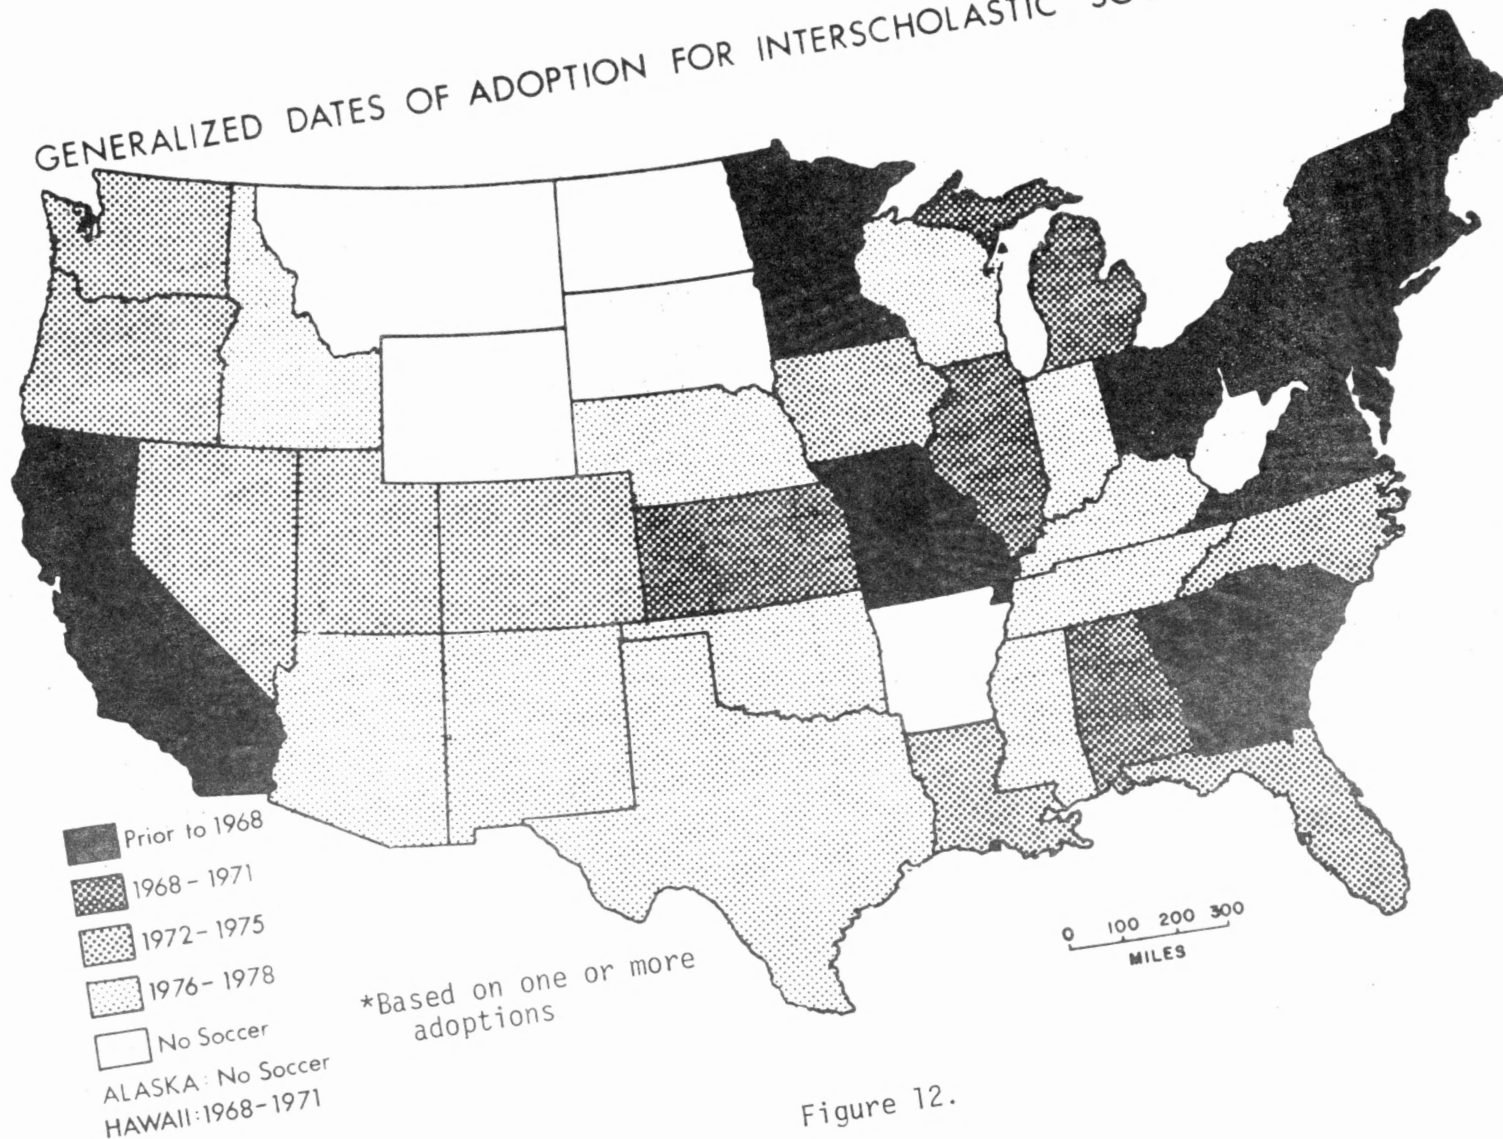 GENERALIZED DATES OF ADOPTION FOR INTERSCHOLASTIC
Prior to 1968
1968-1971
1972-1975
1976-1978
No Soccer
ALASKA: No Soccer
HAWAII: 1968-1971
*Based on one or more
adoptions
0 100 200 300
MILES
Figure 12.